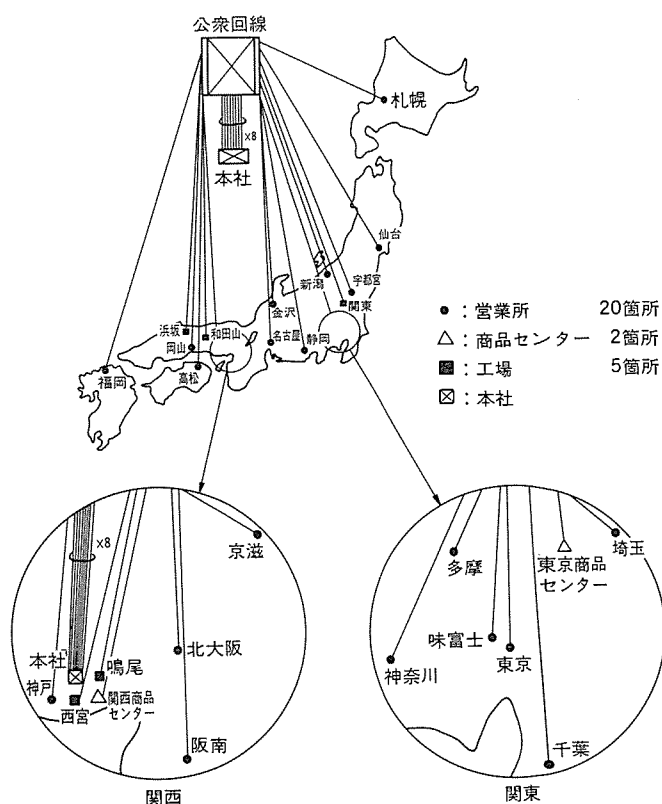 公衆回線
×8
本社
札幌
仙台
新潟
宇都宮
関東
金沢
浜坂
和田山
岡山
名古屋
静岡
高松
福岡
●：営業所 20箇所
△：商品センター 2箇所
■：工場 5箇所
☒：本社
×8
京滋
本社
鳴尾
北大阪
神戸
西宮
関西商品
センター
阪南
関西
多摩
東京商品
センター
埼玉
味富士
東京
神奈川
千葉
関東